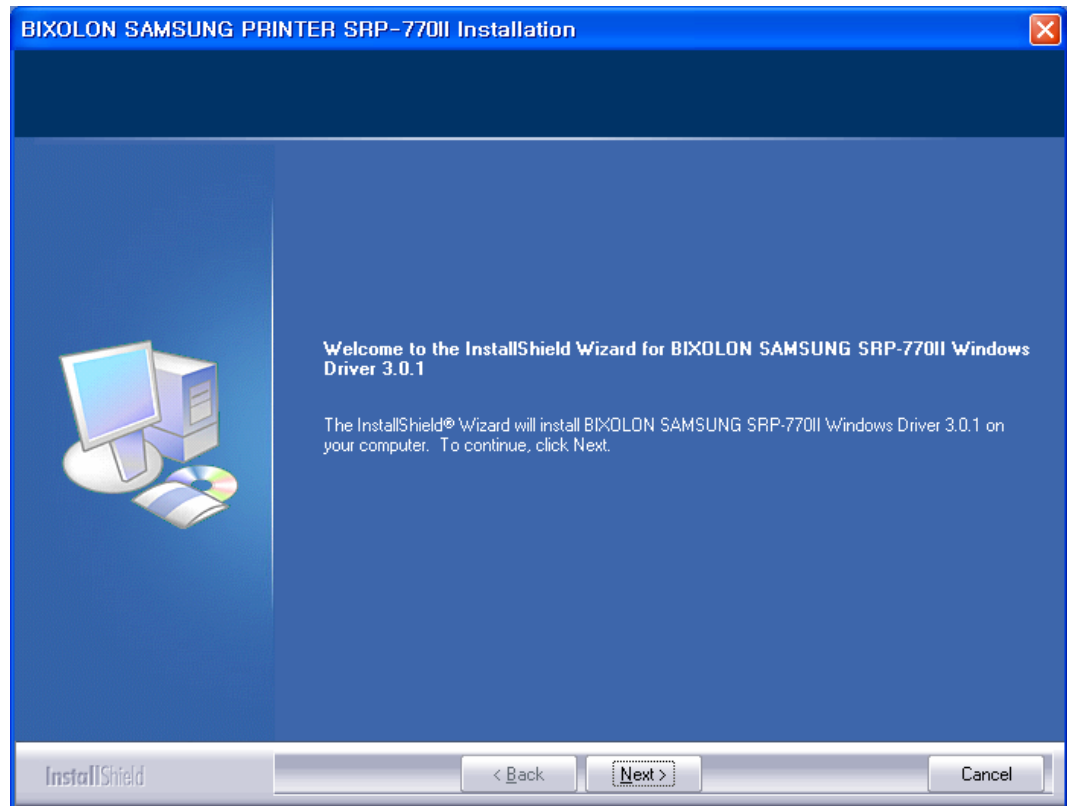 BIXOLON SAMSUNG PRINTER SRP-770II Installation
Welcome to the InstallShield Wizard for BIXOLON SAMSUNG SRP-770II Windows
Driver 3.0.1
The InstallShield® Wizard will install BIXOLON SAMSUNG SRP-770II Windows Driver 3.0.1 on
your computer. To continue, click Next.
InstallShield
< Back
Next >
Cancel